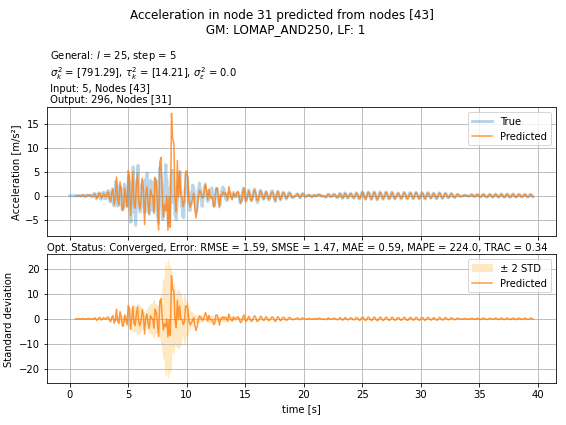 Acceleration in node 31 predicted from nodes [43]
GM: LOMAP_AND250, LF: 1
General: l = 25, step = 5
σ²ₖ = [791.29], τ²ₖ = [14.21], σ²ε = 0.0
Input: 5, Nodes [43]
Output: 296, Nodes [31]
Acceleration [m/s²]
15
10
5
0
−5
True
Predicted
Opt. Status: Converged, Error: RMSE = 1.59, SMSE = 1.47, MAE = 0.59, MAPE = 224.0, TRAC = 0.34
Standard deviation
20
10
0
−10
−20
± 2 STD
Predicted
0 5 10 15 20 25 30 35 40
time [s]